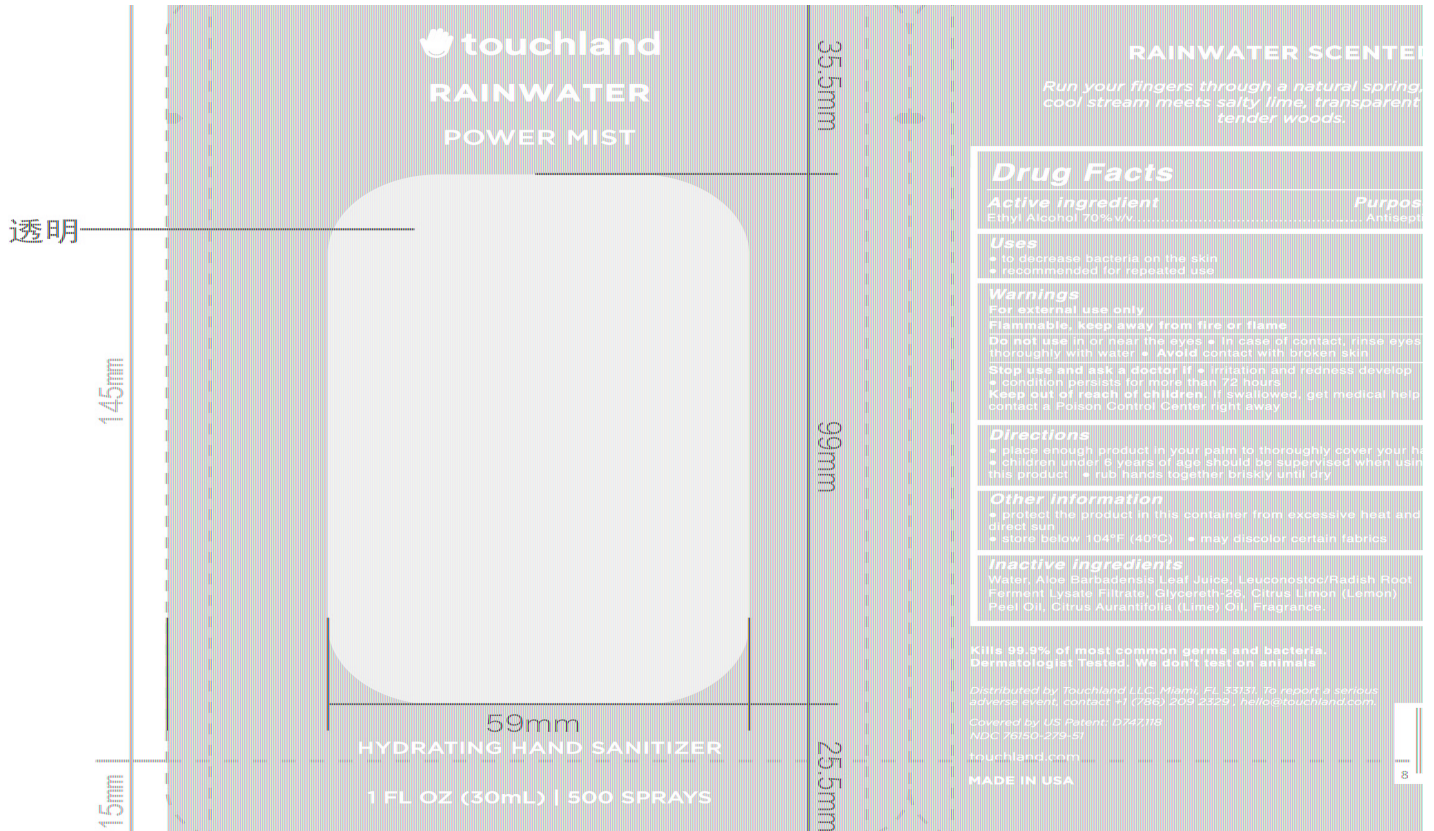 touchland
RAINWATER
POWER MIST
透明
35.5mm
145mm
99mm
59mm
25.5mm
15mm
HYDRATING HAND SANITIZER
1 FL OZ (30mL) | 500 SPRAYS
RAINWATER SCENTE
Run your fingers through a natural spring,
cool stream meets salty lime, transparent
tender woods.
Drug Facts
Active ingredient Purpos
Ethyl Alcohol 70%v/v Antisepti
Uses
• to decrease bacteria on the skin
• recommended for repeated use
Warnings
For external use only
Flammable, keep away from fire or flame
Do not use in or near the eyes • In case of contact, rinse eyes
thoroughly with water • Avoid contact with broken skin
Stop use and ask a doctor if • irritation and redness develop
• condition persists for more than 72 hours
Keep out of reach of children. If swallowed, get medical help
contact a Poison Control Center right away
Directions
• place enough product in your palm to thoroughly cover your ha
• children under 6 years of age should be supervised when usin
this product • rub hands together briskly until dry
Other information
• protect the product in this container from excessive heat and
direct sun
• store below 104°F (40°C) • may discolor certain fabrics
Inactive ingredients
Water, Aloe Barbadensis Leaf Juice, Leuconostoc/Radish Root
Ferment Lysate Filtrate, Glycereth-26, Citrus Limon (Lemon)
Peel Oil, Citrus Aurantifolia (Lime) Oil, Fragrance.
Kills 99.9% of most common germs and bacteria.
Dermatologist Tested. We don't test on animals
Distributed by Touchland LLC. Miami, FL 33131. To report a serious
adverse event, contact +1 (786) 209 2329 , hello@touchland.com.
Covered by US Patent: D747,118
NDC 76150-279-51
touchland.com
MADE IN USA
8